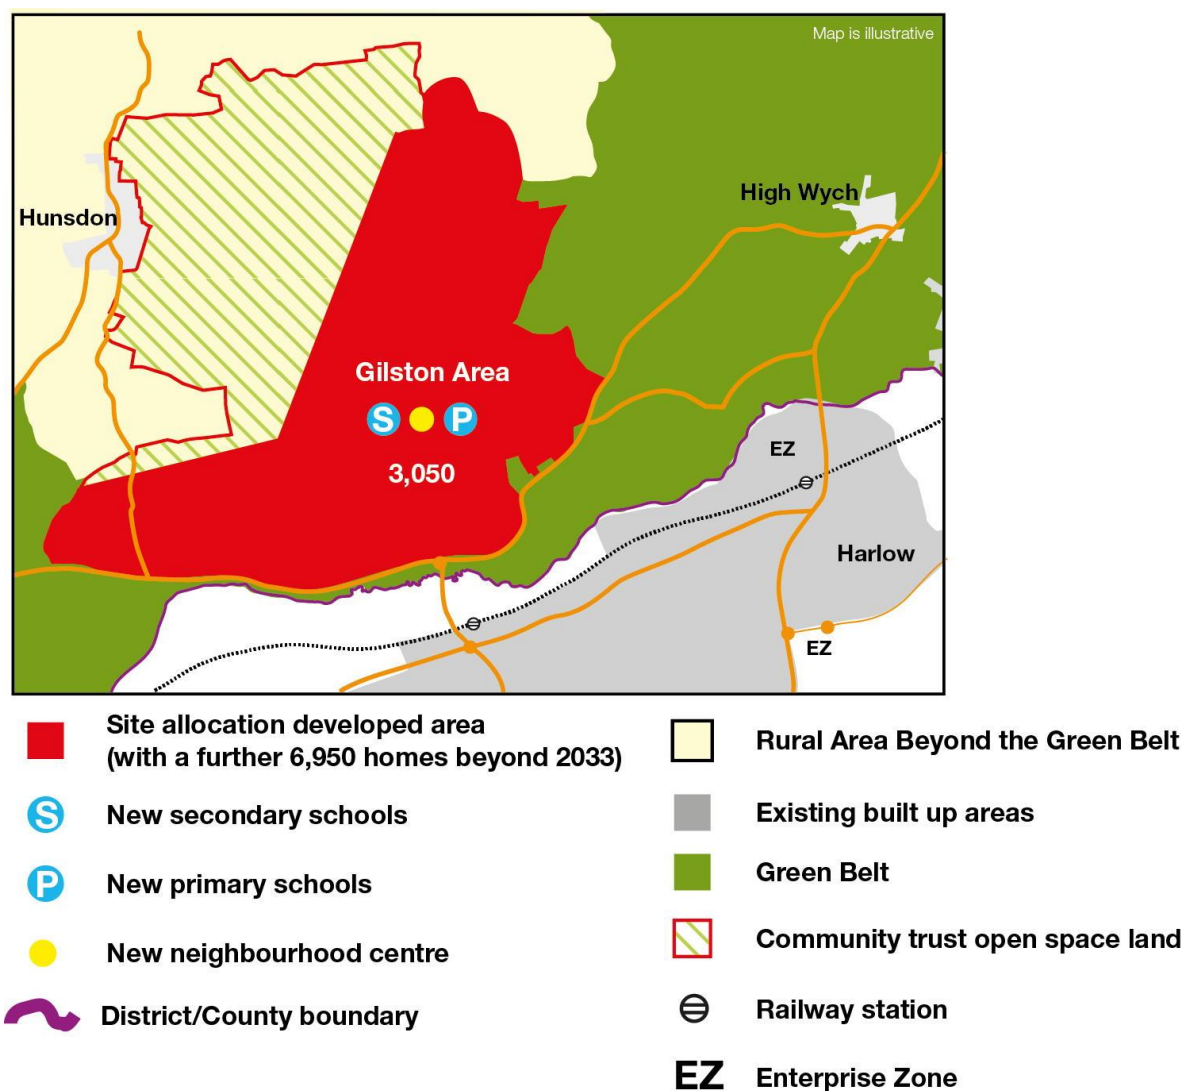 Map is illustrative
High Wych
Hunsdon
Gilston Area
S P
3,050
EZ
Harlow
EZ
Site allocation developed area
(with a further 6,950 homes beyond 2033)
S New secondary schools
P New primary schools
New neighbourhood centre
District/County boundary
Rural Area Beyond the Green Belt
Existing built up areas
Green Belt
Community trust open space land
Railway station
EZ Enterprise Zone